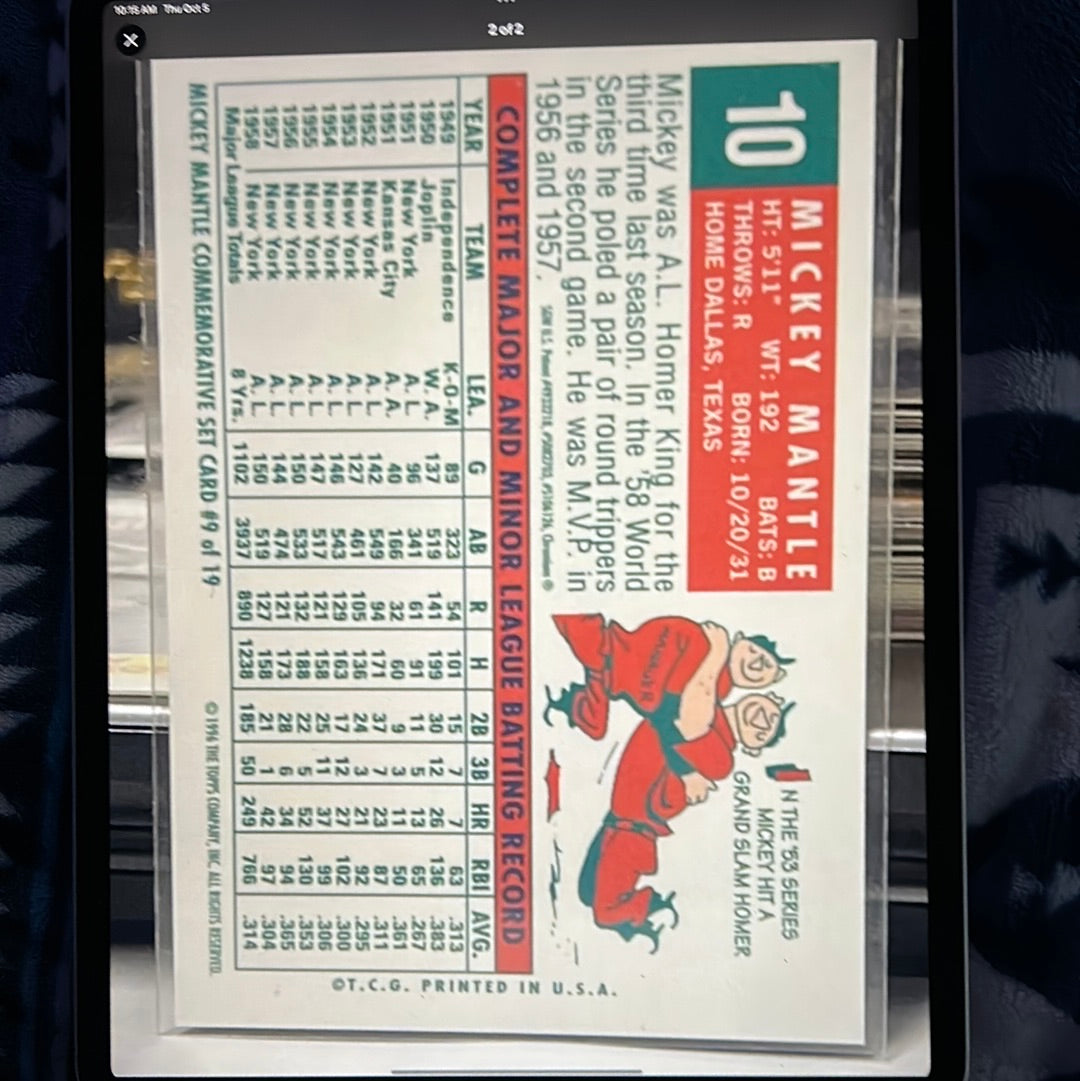 10:15 AM Thu Oct 5
2 of 2
10
MICKEY MANTLE
HT: 5'11" WT: 192 BATS: B
THROWS: R BORN: 10/20/31
HOME DALLAS, TEXAS
Mickey was A.L. Homer King for the
third time last season. In the '58 World
Series he poled a pair of round trippers
in the second game. He was M.V.P. in
1956 and 1957.
IN THE '53 SERIES
MICKEY HIT A
GRAND SLAM HOMER
COMPLETE MAJOR AND MINOR LEAGUE BATTING RECORD
YEAR TEAM LEA. G AB R H 2B 3B HR RBI AVG.
1949 Independence K-O-M 89 323 54 101 15 7 7 63 .313
1950 Joplin W. A. 137 519 141 199 30 12 26 136 .383
1951 New York A. L. 96 341 61 91 11 5 13 65 .267
1951 Kansas City A. A. 40 166 32 60 9 3 11 50 .361
1952 New York A. L. 142 549 94 171 37 7 23 87 .311
1953 New York A. L. 127 461 105 136 24 3 21 92 .295
1954 New York A. L. 146 543 129 163 17 12 27 102 .300
1955 New York A. L. 147 517 121 158 25 11 37 99 .306
1956 New York A. L. 150 533 132 188 22 5 52 130 .353
1957 New York A. L. 144 474 121 173 28 6 34 94 .365
1958 New York A. L. 150 519 127 158 21 1 42 97 .304
Major League Totals 8 Yrs. 1102 3937 890 1238 185 50 249 766 .314
MICKEY MANTLE COMMEMORATIVE SET CARD #9 of 19
© 1996 THE TOPPS COMPANY, INC. ALL RIGHTS RESERVED.
©T.C.G. PRINTED IN U.S.A.